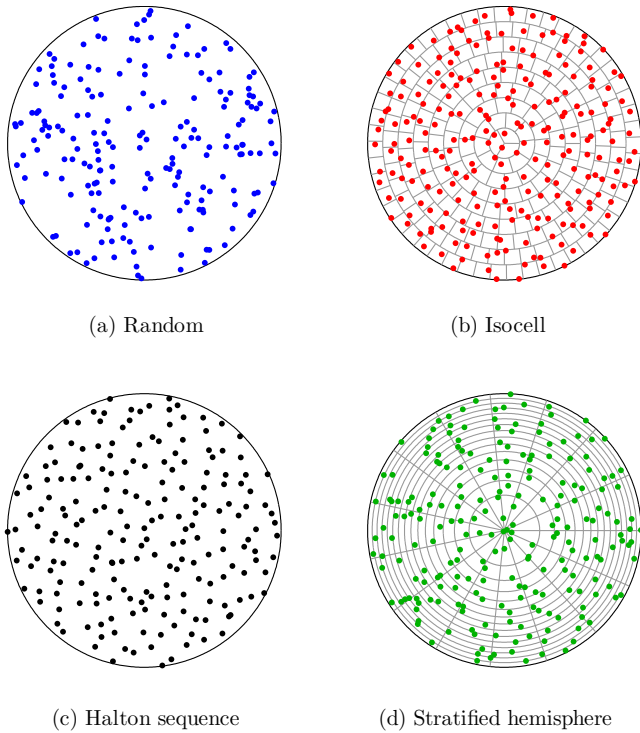 (a) Random
(b) Isocell
(c) Halton sequence
(d) Stratified hemisphere